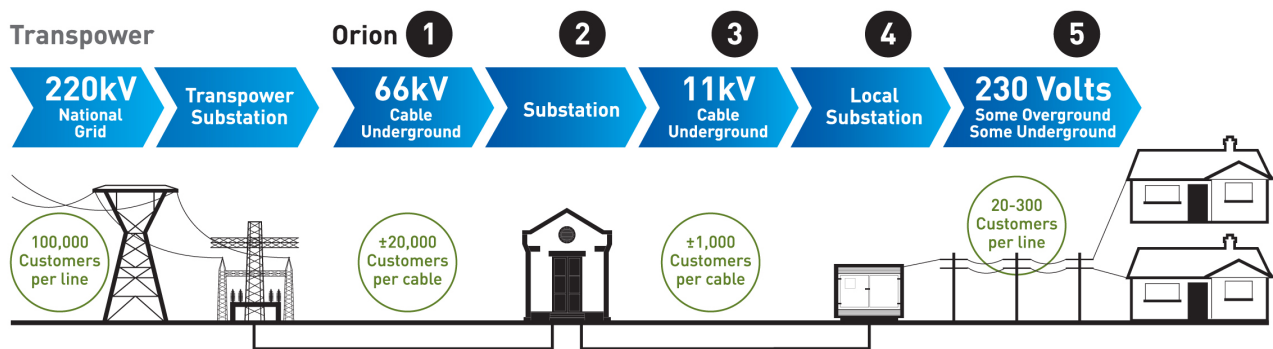 Transpower
Orion 1
2
3
4
5
220kV
National
Grid
Transpower
Substation
66kV
Cable
Underground
Substation
11kV
Cable
Underground
Local
Substation
230 Volts
Some Overground
Some Underground
100,000
Customers
per line
±20,000
Customers
per cable
±1,000
Customers
per cable
20-300
Customers
per line